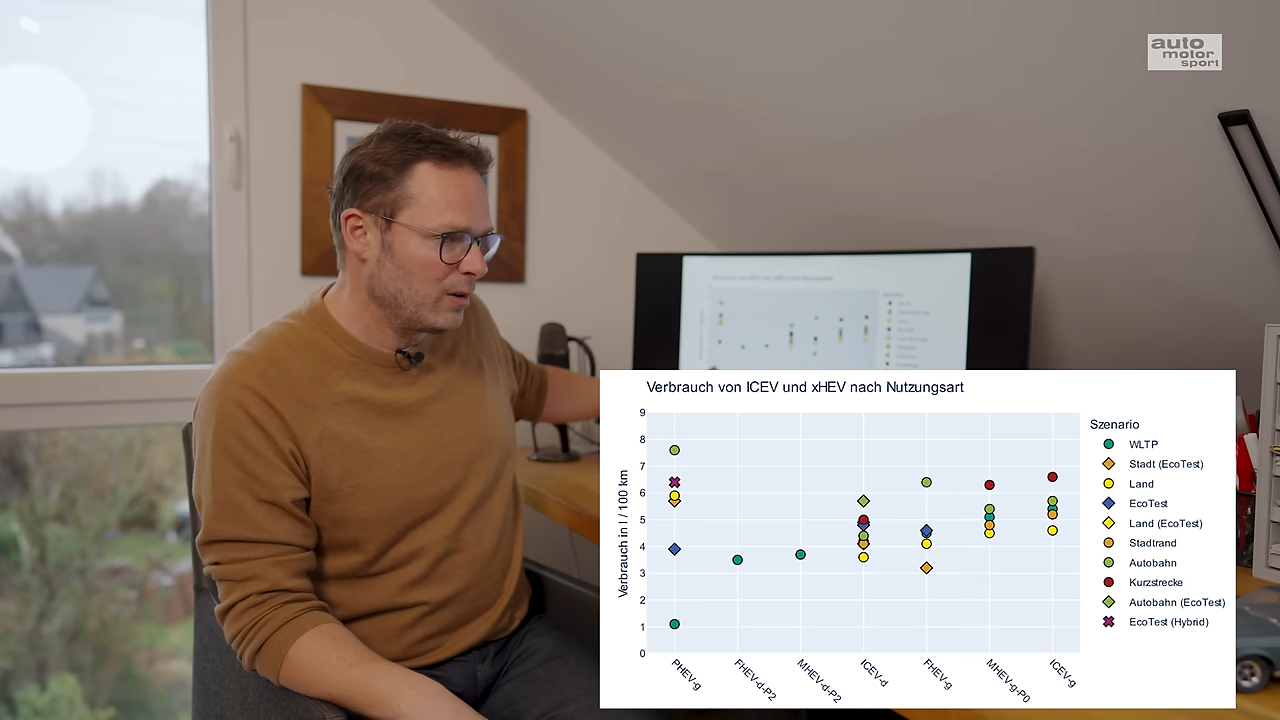 auto
motor
sport
Verbrauch von ICEV und xHEV nach Nutzungsart
Verbrauch in l / 100 km
9
8
7
6
5
4
3
2
1
0
PHEV-g
FHEV-d-P2
MHEV-d-P2
ICEV-d
FHEV-g
MHEV-g-P0
ICEV-g
Szenario
WLTP
Stadt (EcoTest)
Land
EcoTest
Land (EcoTest)
Stadtrand
Autobahn
Kurzstrecke
Autobahn (EcoTest)
EcoTest (Hybrid)